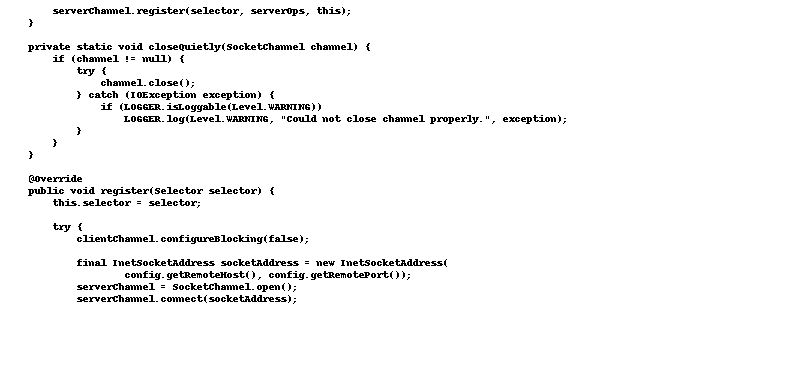 serverChannel.register(selector, serverOps, this);
}
private static void closeQuietly(SocketChannel channel) {
if (channel != null) {
try {
channel.close();
} catch (IOException exception) {
if (LOGGER.isLoggable(Level.WARNING))
LOGGER.log(Level.WARNING, "Could not close channel properly.", exception);
}
}
}
@Override
public void register(Selector selector) {
this.selector = selector;
try {
clientChannel.configureBlocking(false);
final InetSocketAddress socketAddress = new InetSocketAddress(
config.getRemoteHost(), config.getRemotePort());
serverChannel = SocketChannel.open();
serverChannel.connect(socketAddress);